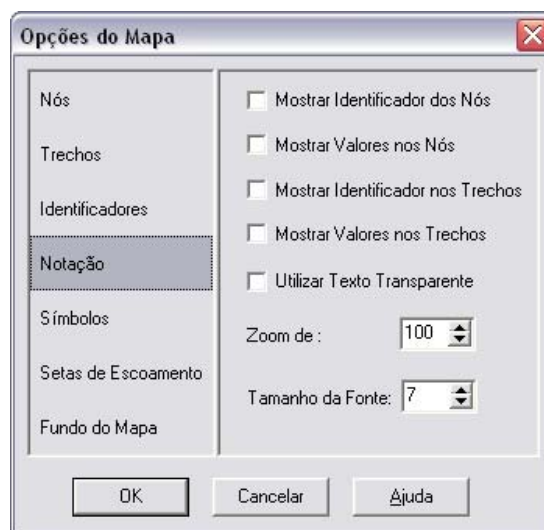 Opções do Mapa
Nós
Trechos
Identificadores
Notação
Símbolos
Setas de Escoamento
Fundo do Mapa
Mostrar Identificador dos Nós
Mostrar Valores nos Nós
Mostrar Identificador nos Trechos
Mostrar Valores nos Trechos
Utilizar Texto Transparente
Zoom de : 100
Tamanho da Fonte: 7
OK Cancelar Ajuda